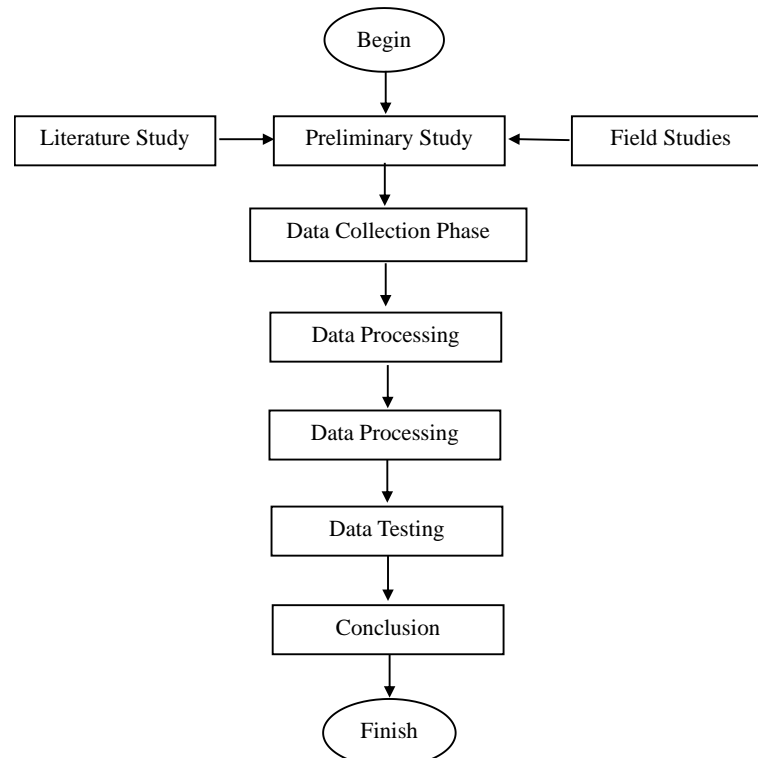 Begin
Literature Study
Preliminary Study
Field Studies
Data Collection Phase
Data Processing
Data Processing
Data Testing
Conclusion
Finish